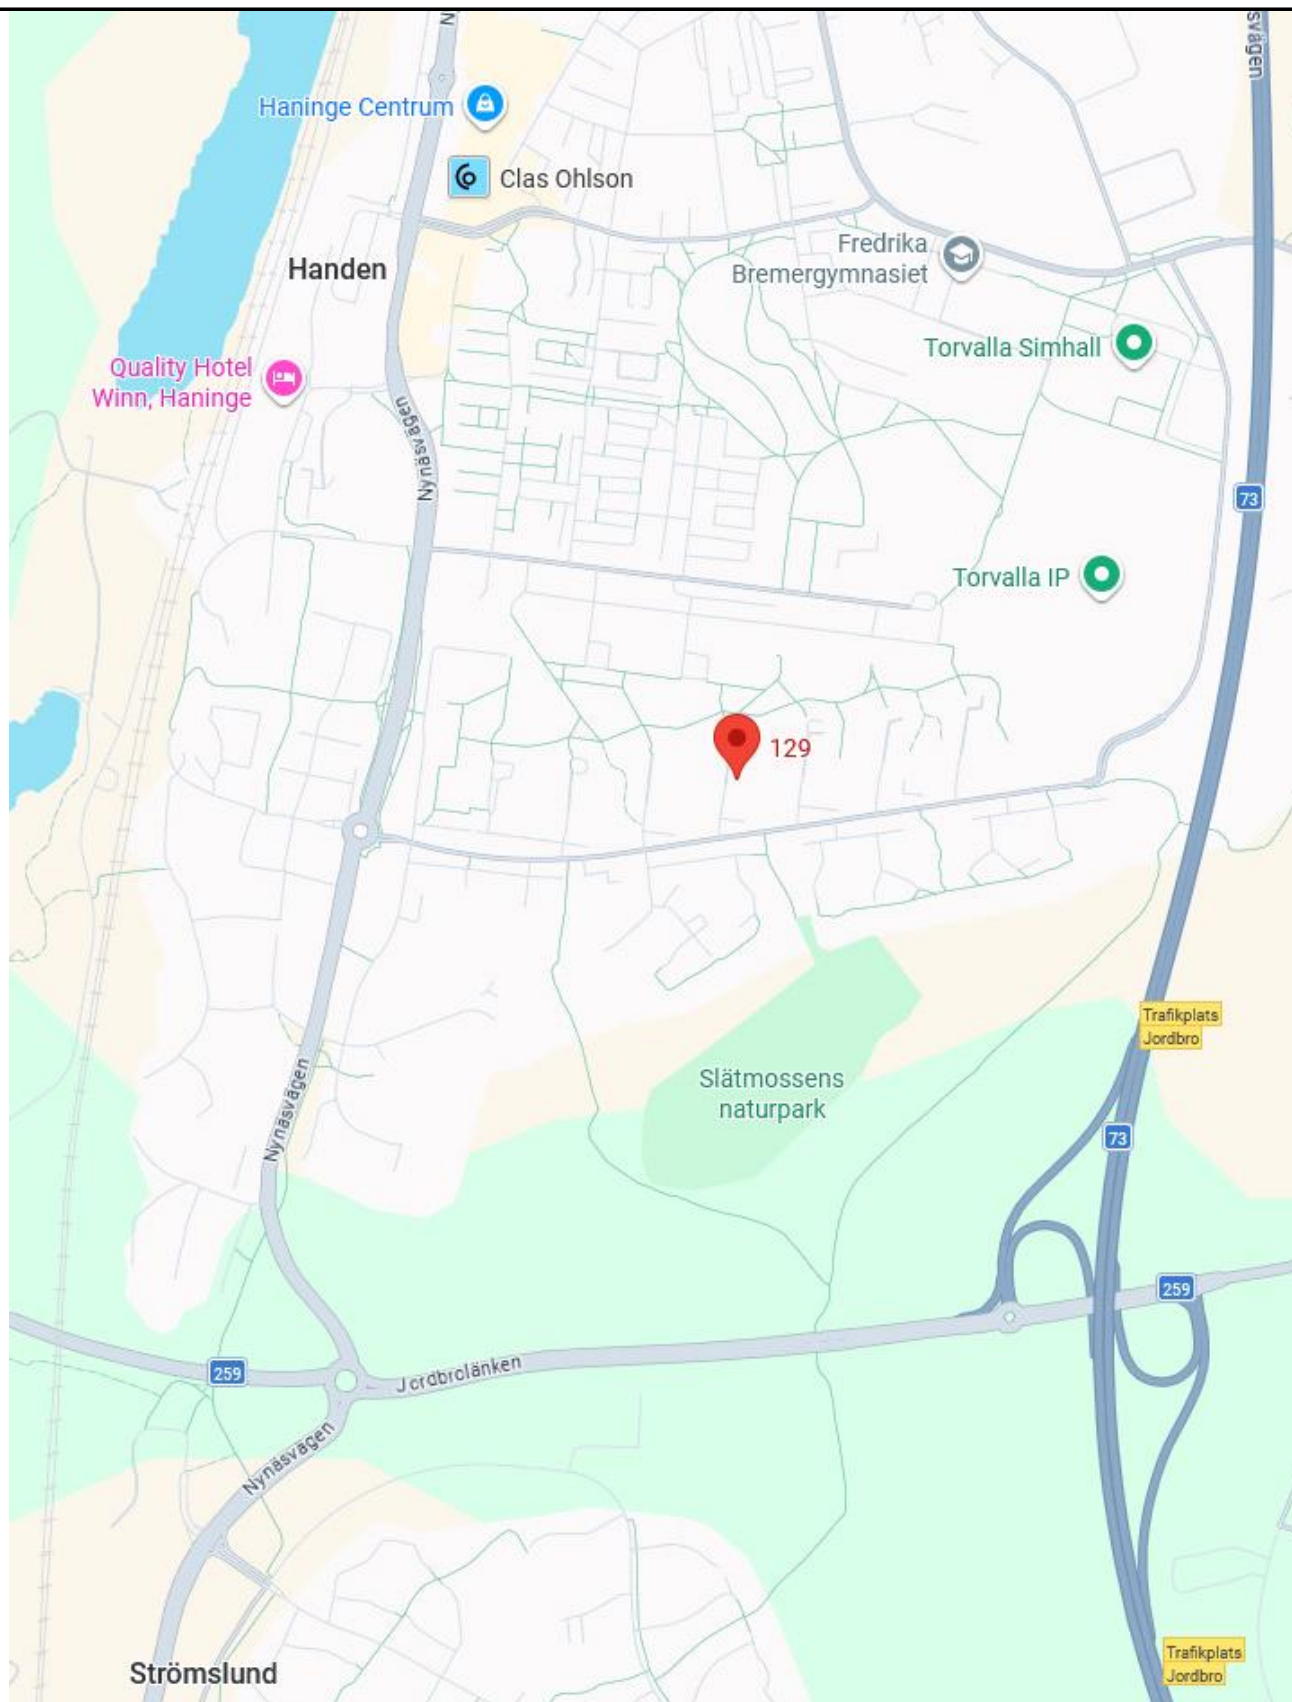 N
svägen
Haninge Centrum
Clas Ohlson
Fredrika
Bremergymnasiet
Handen
Torvalla Simhall
Quality Hotel
Winn, Haninge
Nynäsvägen
73
Torvalla IP
129
Trafikplats
Jordbro
Nynäsvägen
Slätmossens
naturpark
73
259
259
Jordbrolänken
Nynäsvägen
Trafikplats
Jordbro
Strömslund